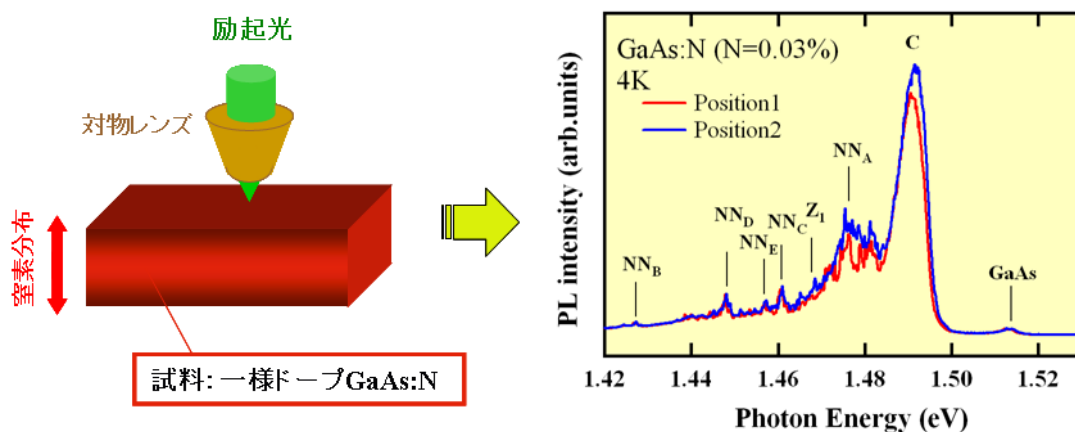 励起光
対物レンズ
窒素分布
試料: 一様ドープGaAs:N
GaAs:N (N=0.03%)
4K
Position1
Position2
C
NNA
NND
NNC
Z1
NNE
NNB
GaAs
PL intensity (arb.units)
1.42 1.44 1.46 1.48 1.50 1.52
Photon Energy (eV)